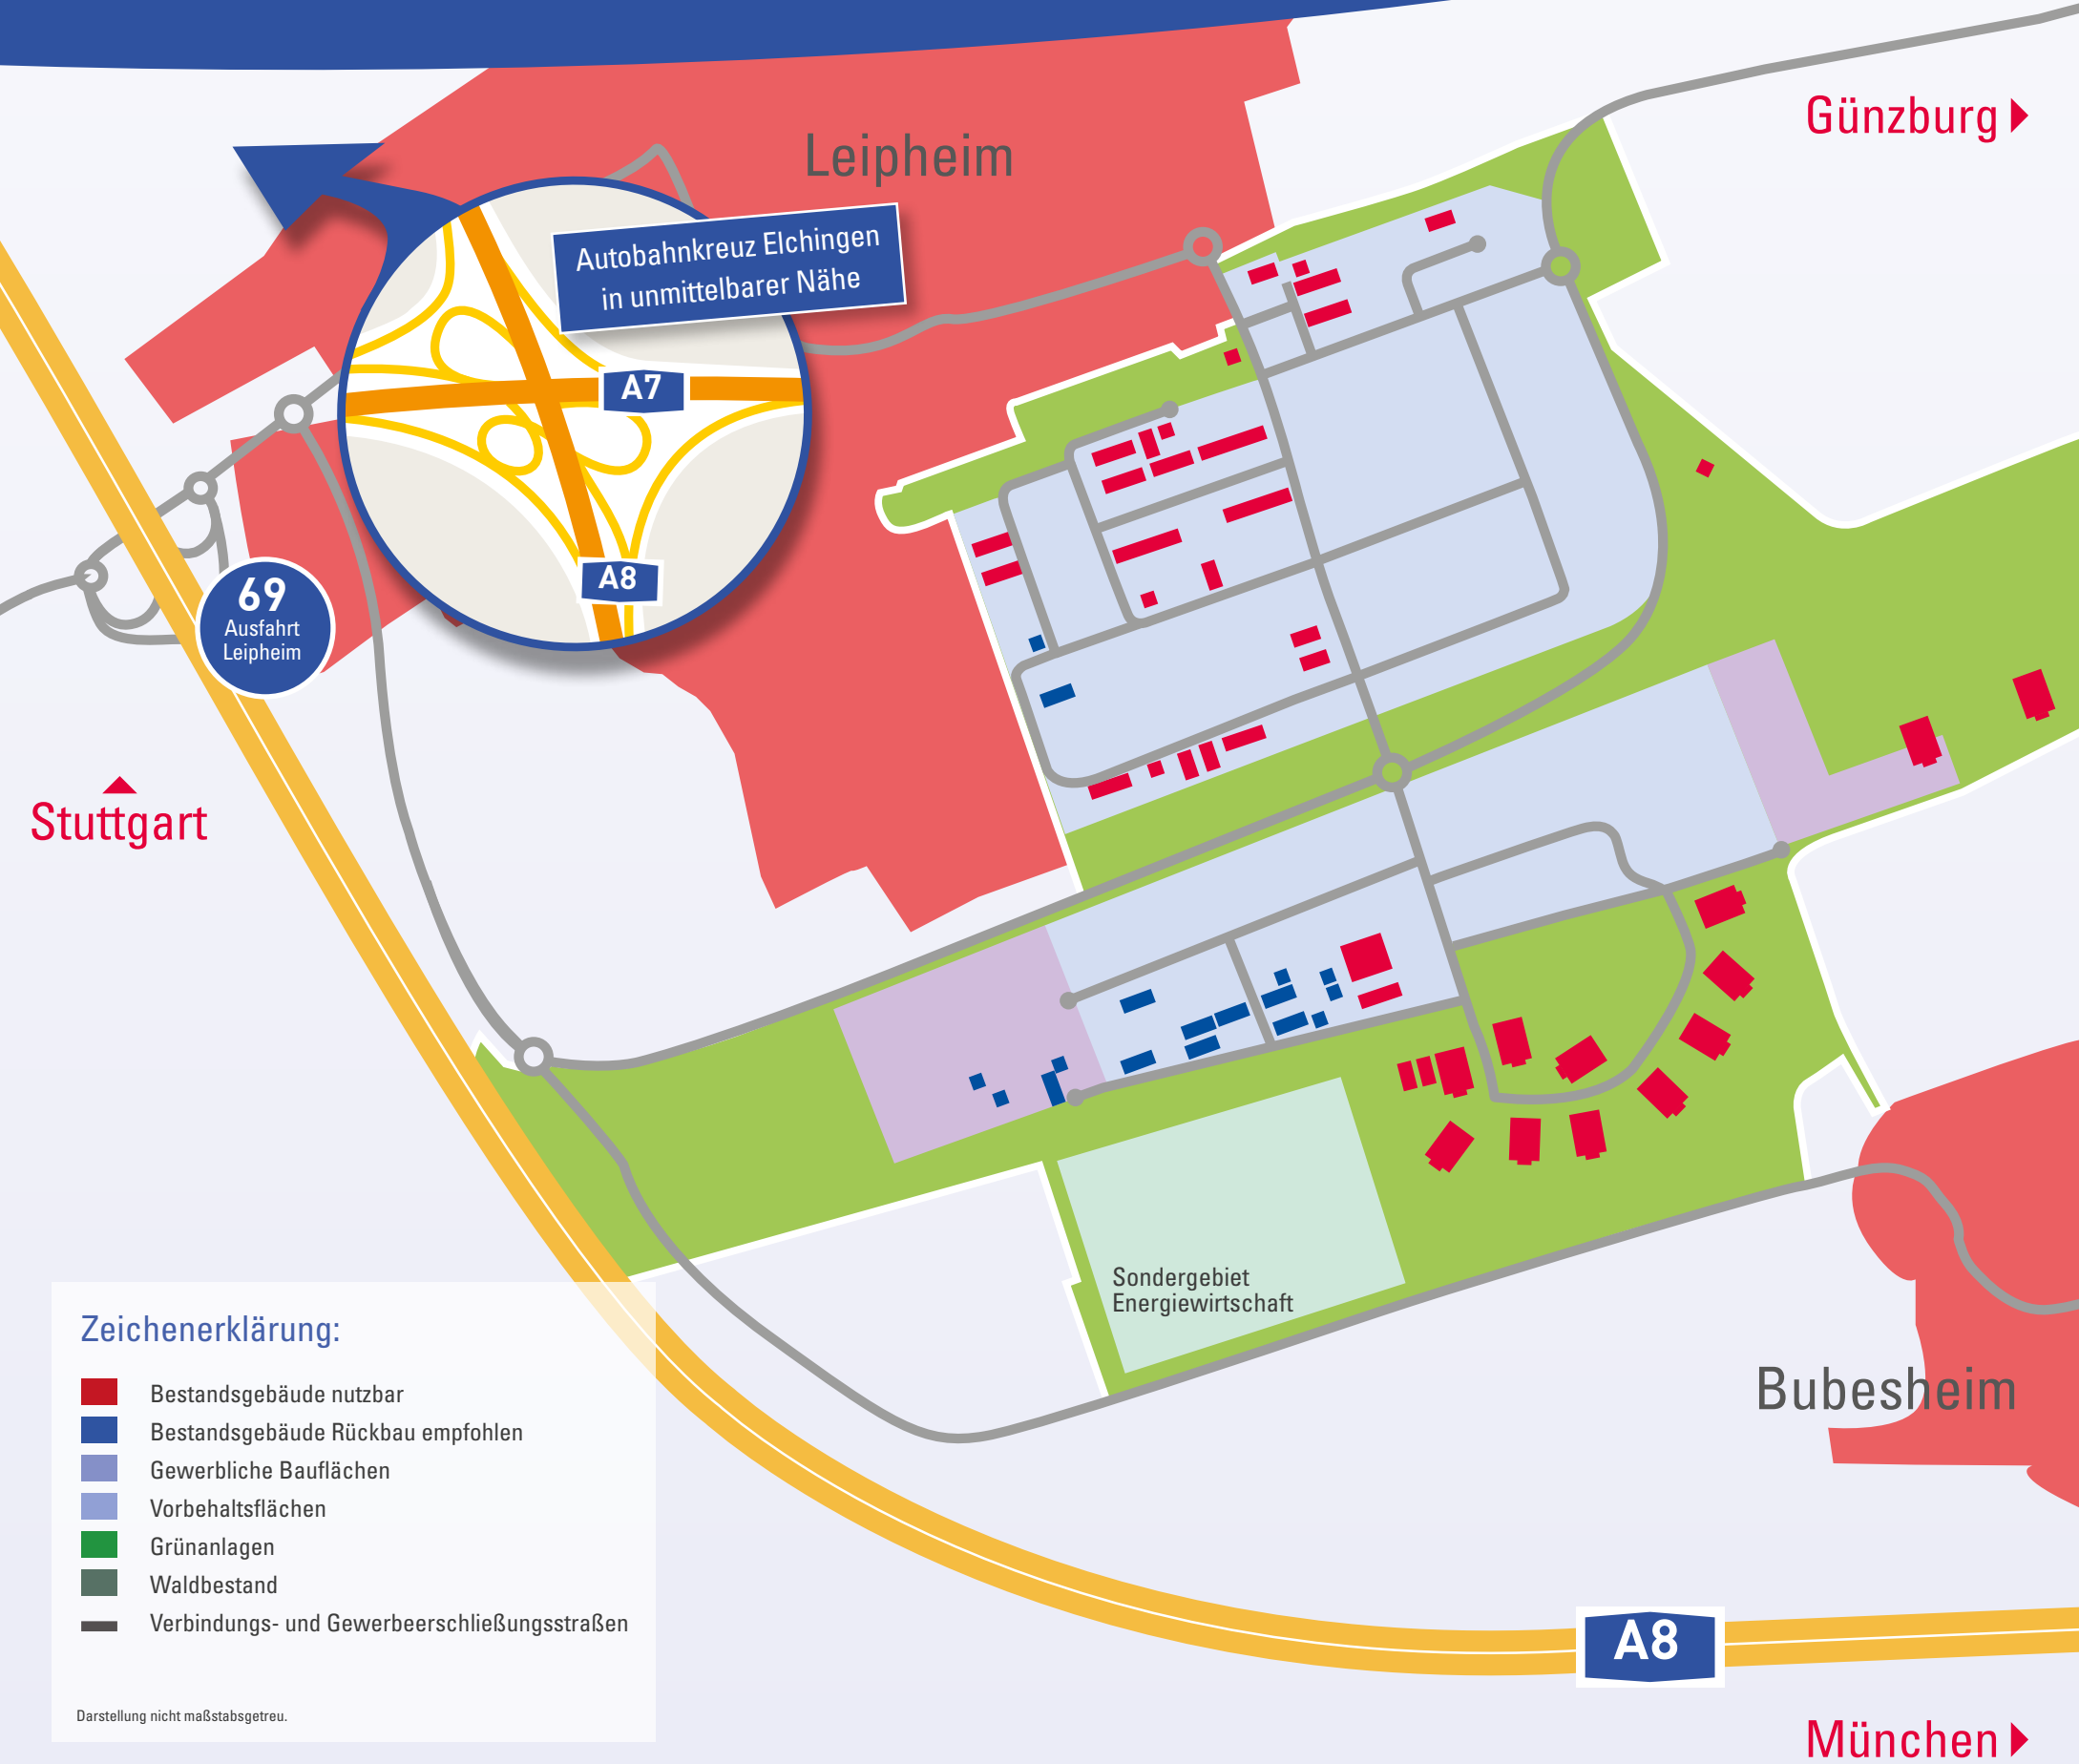 Günzburg
Leipheim
Autobahnkreuz Elchingen
in unmittelbarer Nähe
A7
A8
69
Ausfahrt
Leipheim
Stuttgart
Sondergebiet
Energiewirtschaft
Zeichenerklärung:
Bestandsgebäude nutzbar
Bestandsgebäude Rückbau empfohlen
Gewerbliche Bauflächen
Vorbehaltsflächen
Grünanlagen
Waldbestand
Verbindungs- und Gewerbeerschließungsstraßen
Darstellung nicht maßstabsgetreu.
Bubesheim
A8
München